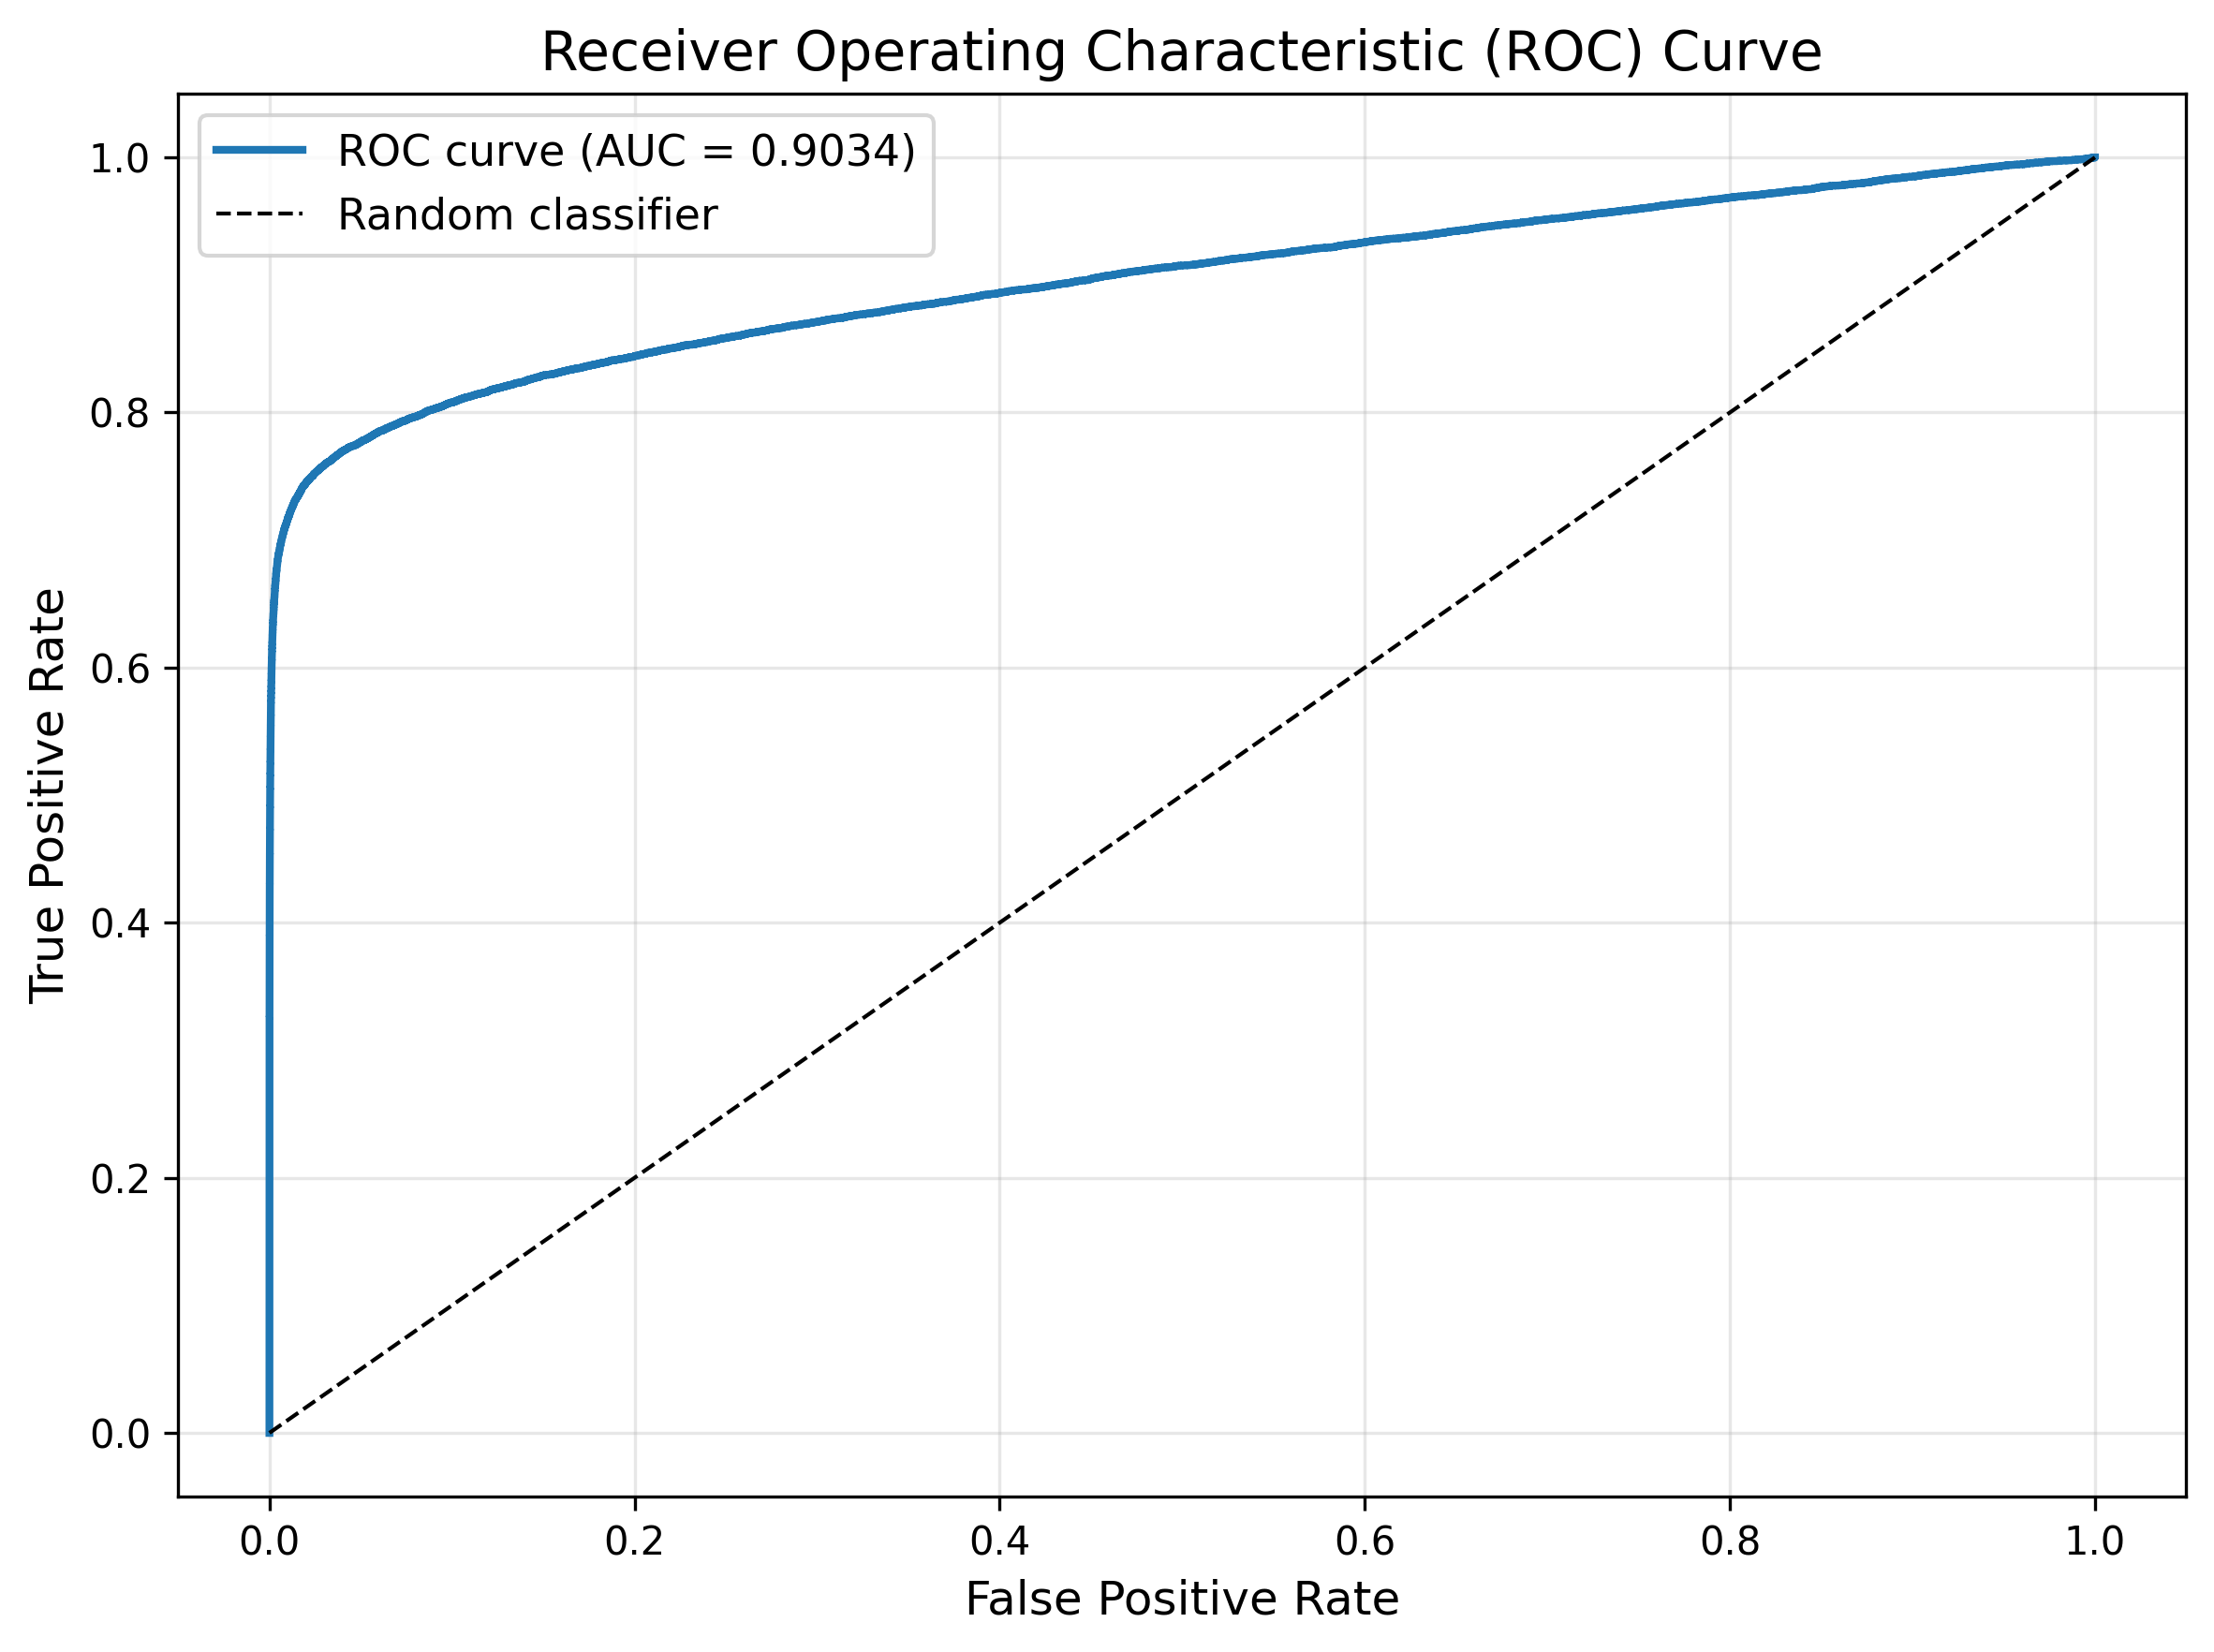 Receiver Operating Characteristic (ROC) Curve
ROC curve (AUC = 0.9034)
Random classifier
1.0
0.8
0.6
0.4
0.2
0.0
True Positive Rate
0.0 0.2 0.4 0.6 0.8 1.0
False Positive Rate